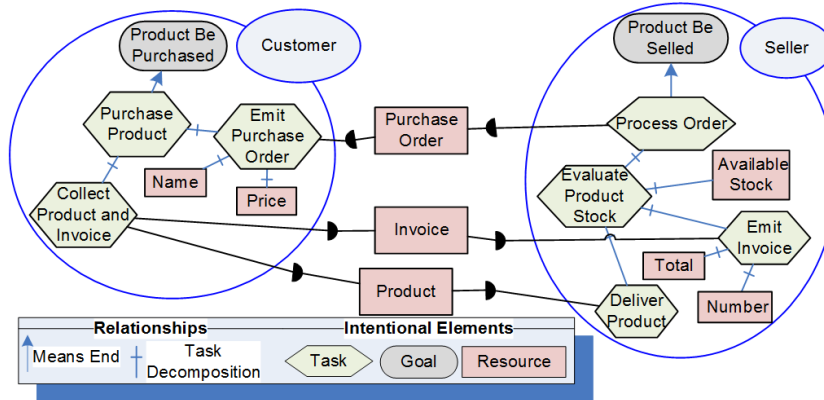 Product Be
Purchased
Customer
Purchase
Product
Emit
Purchase
Order
Name
Price
Collect
Product and
Invoice
Purchase
Order
Invoice
Product
Product Be
Selled
Seller
Process Order
Evaluate
Product
Stock
Available
Stock
Emit
Invoice
Total
Number
Deliver
Product
Relationships
Intentional Elements
Means End
Task
Decomposition
Task
Goal
Resource